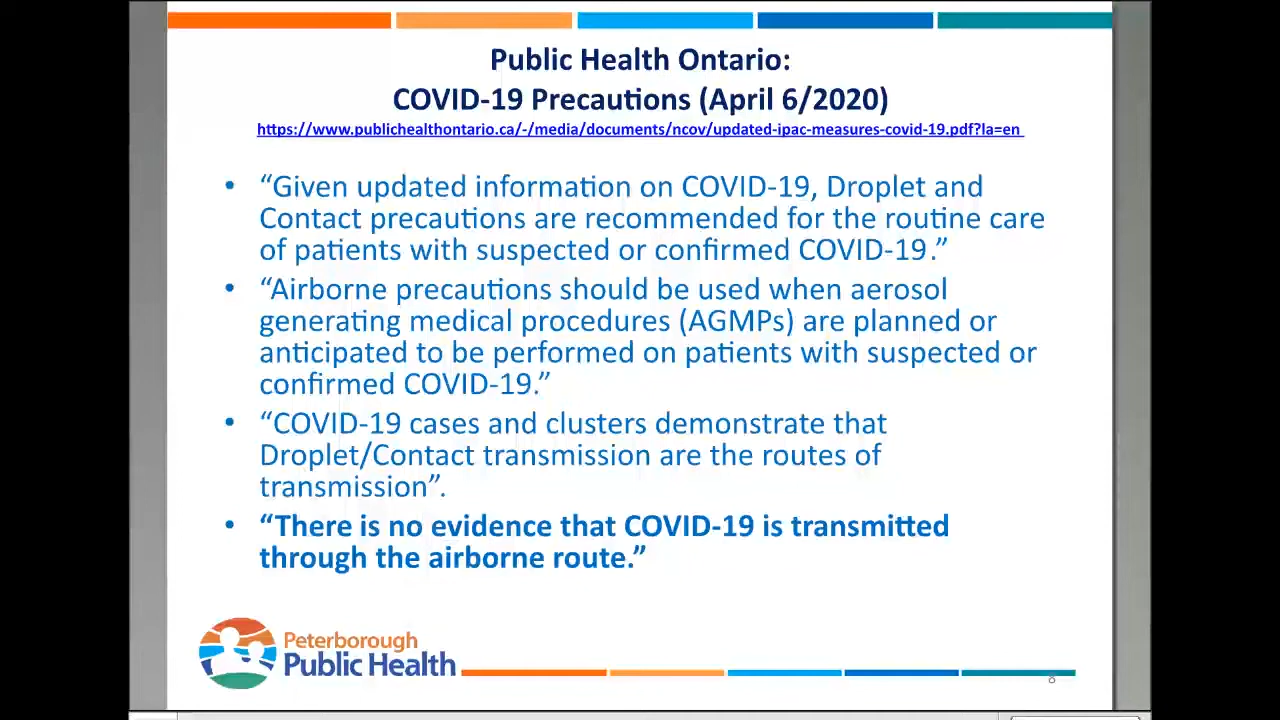 Public Health Ontario:
COVID-19 Precautions (April 6/2020)
https://www.publichealthontario.ca/-/media/documents/ncov/updated-ipac-measures-covid-19.pdf?la=en
• “Given updated information on COVID-19, Droplet and
Contact precautions are recommended for the routine care
of patients with suspected or confirmed COVID-19.”
• “Airborne precautions should be used when aerosol
generating medical procedures (AGMPs) are planned or
anticipated to be performed on patients with suspected or
confirmed COVID-19.”
• “COVID-19 cases and clusters demonstrate that
Droplet/Contact transmission are the routes of
transmission”.
• “There is no evidence that COVID-19 is transmitted
through the airborne route.”
Peterborough
Public Health
8